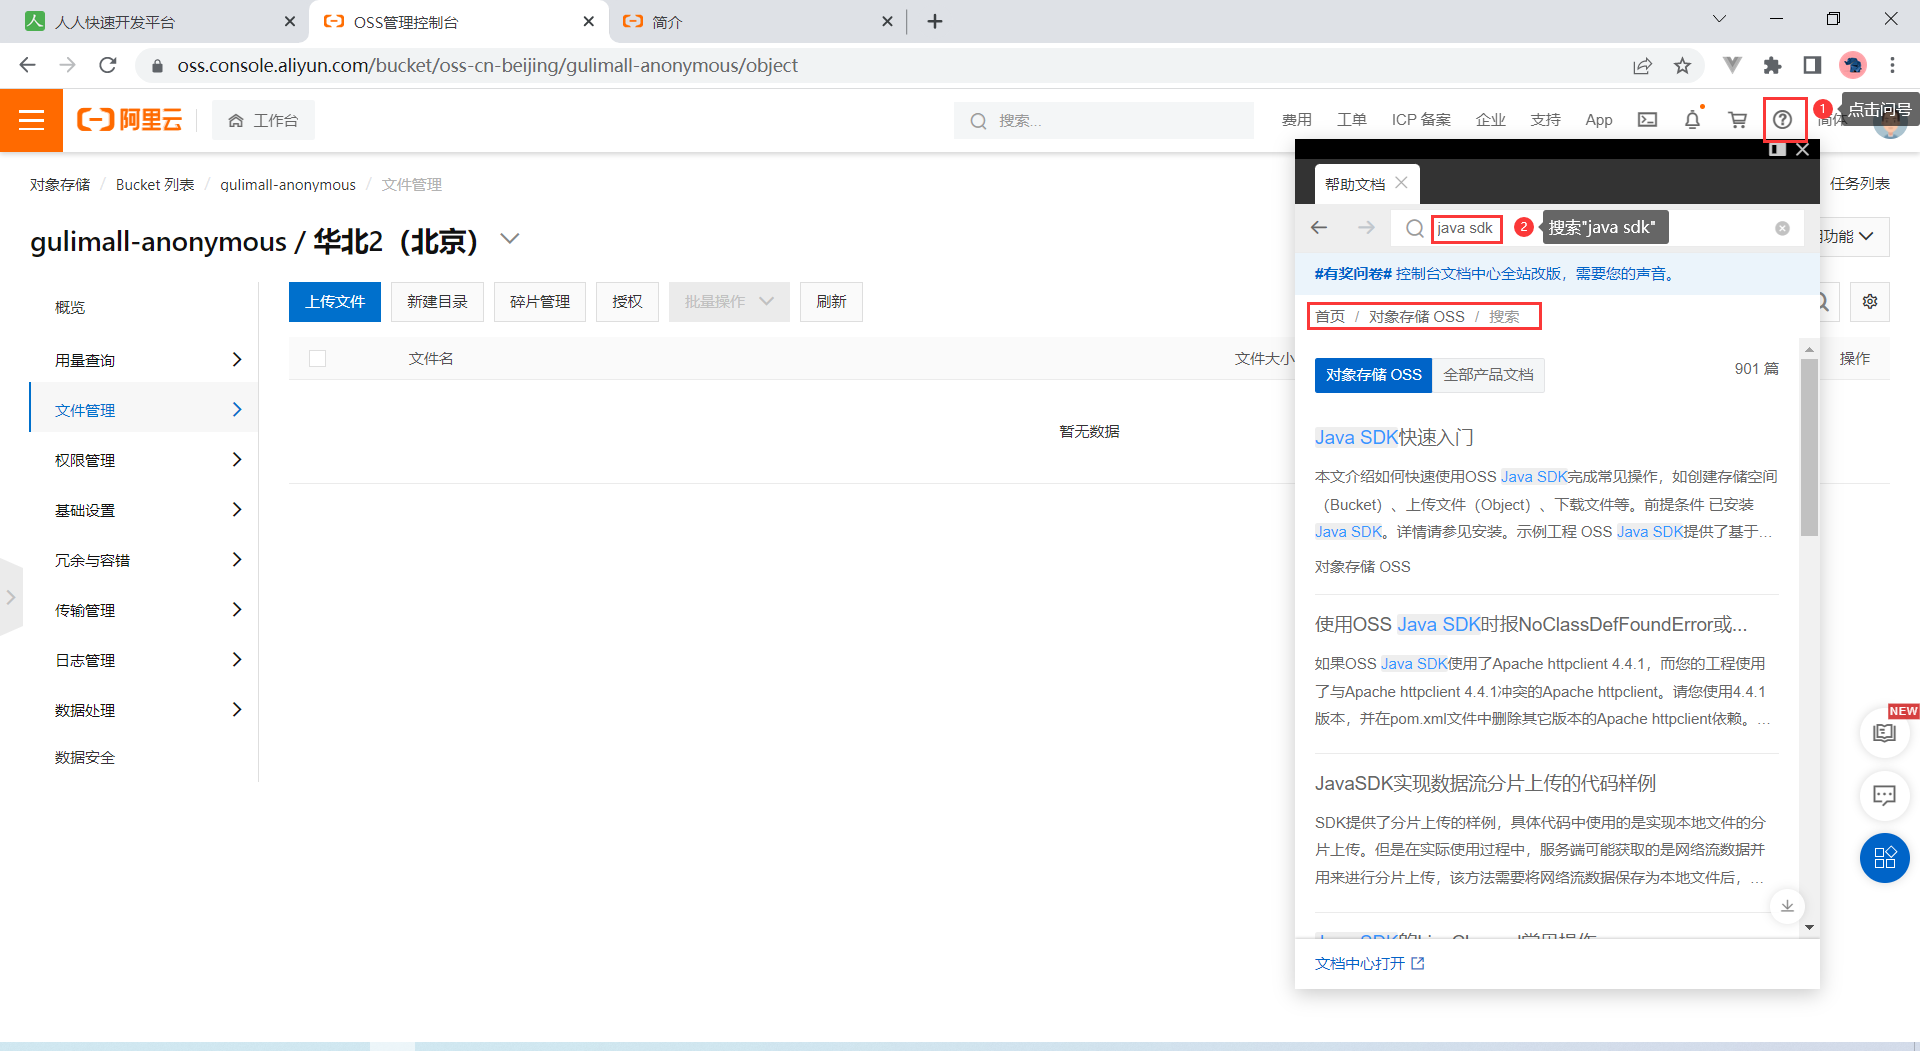 人人快速开发平台
OSS管理控制台
简介
oss.console.aliyun.com/bucket/oss-cn-beijing/gulimall-anonymous/object
阿里云
工作台
搜索...
费用
工单
ICP 备案
企业
支持
App
简体
1
点击问号
对象存储 / Bucket 列表 / gulimall-anonymous / 文件管理
任务列表
gulimall-anonymous / 华北2（北京）
功能
概览
用量查询
文件管理
权限管理
基础设置
冗余与容错
传输管理
日志管理
数据处理
数据安全
上传文件
新建目录
碎片管理
授权
批量操作
刷新
文件名
文件大小
操作
暂无数据
帮助文档
java sdk
2
搜索"java sdk"
#有奖问卷# 控制台文档中心全站改版，需要您的声音。
首页 / 对象存储 OSS / 搜索
对象存储 OSS
全部产品文档
901 篇
Java SDK快速入门
本文介绍如何快速使用OSS Java SDK完成常见操作，如创建存储空间
（Bucket）、上传文件（Object）、下载文件等。前提条件 已安装
Java SDK。详情请参见安装。示例工程 OSS Java SDK提供了基于...
对象存储 OSS
使用OSS Java SDK时报NoClassDefFoundError或...
如果OSS Java SDK使用了Apache httpclient 4.4.1，而您的工程使用
了与Apache httpclient 4.4.1冲突的Apache httpclient。请您使用4.4.1
版本，并在pom.xml文件中删除其它版本的Apache httpclient依赖。...
JavaSDK实现数据流分片上传的代码样例
SDK提供了分片上传的样例，具体代码中使用的是实现本地文件的分
片上传。但是在实际使用过程中，服务端可能获取的是网络流数据并
用来进行分片上传，该方法需要将网络流数据保存为本地文件后，...
文档中心打开
NEW